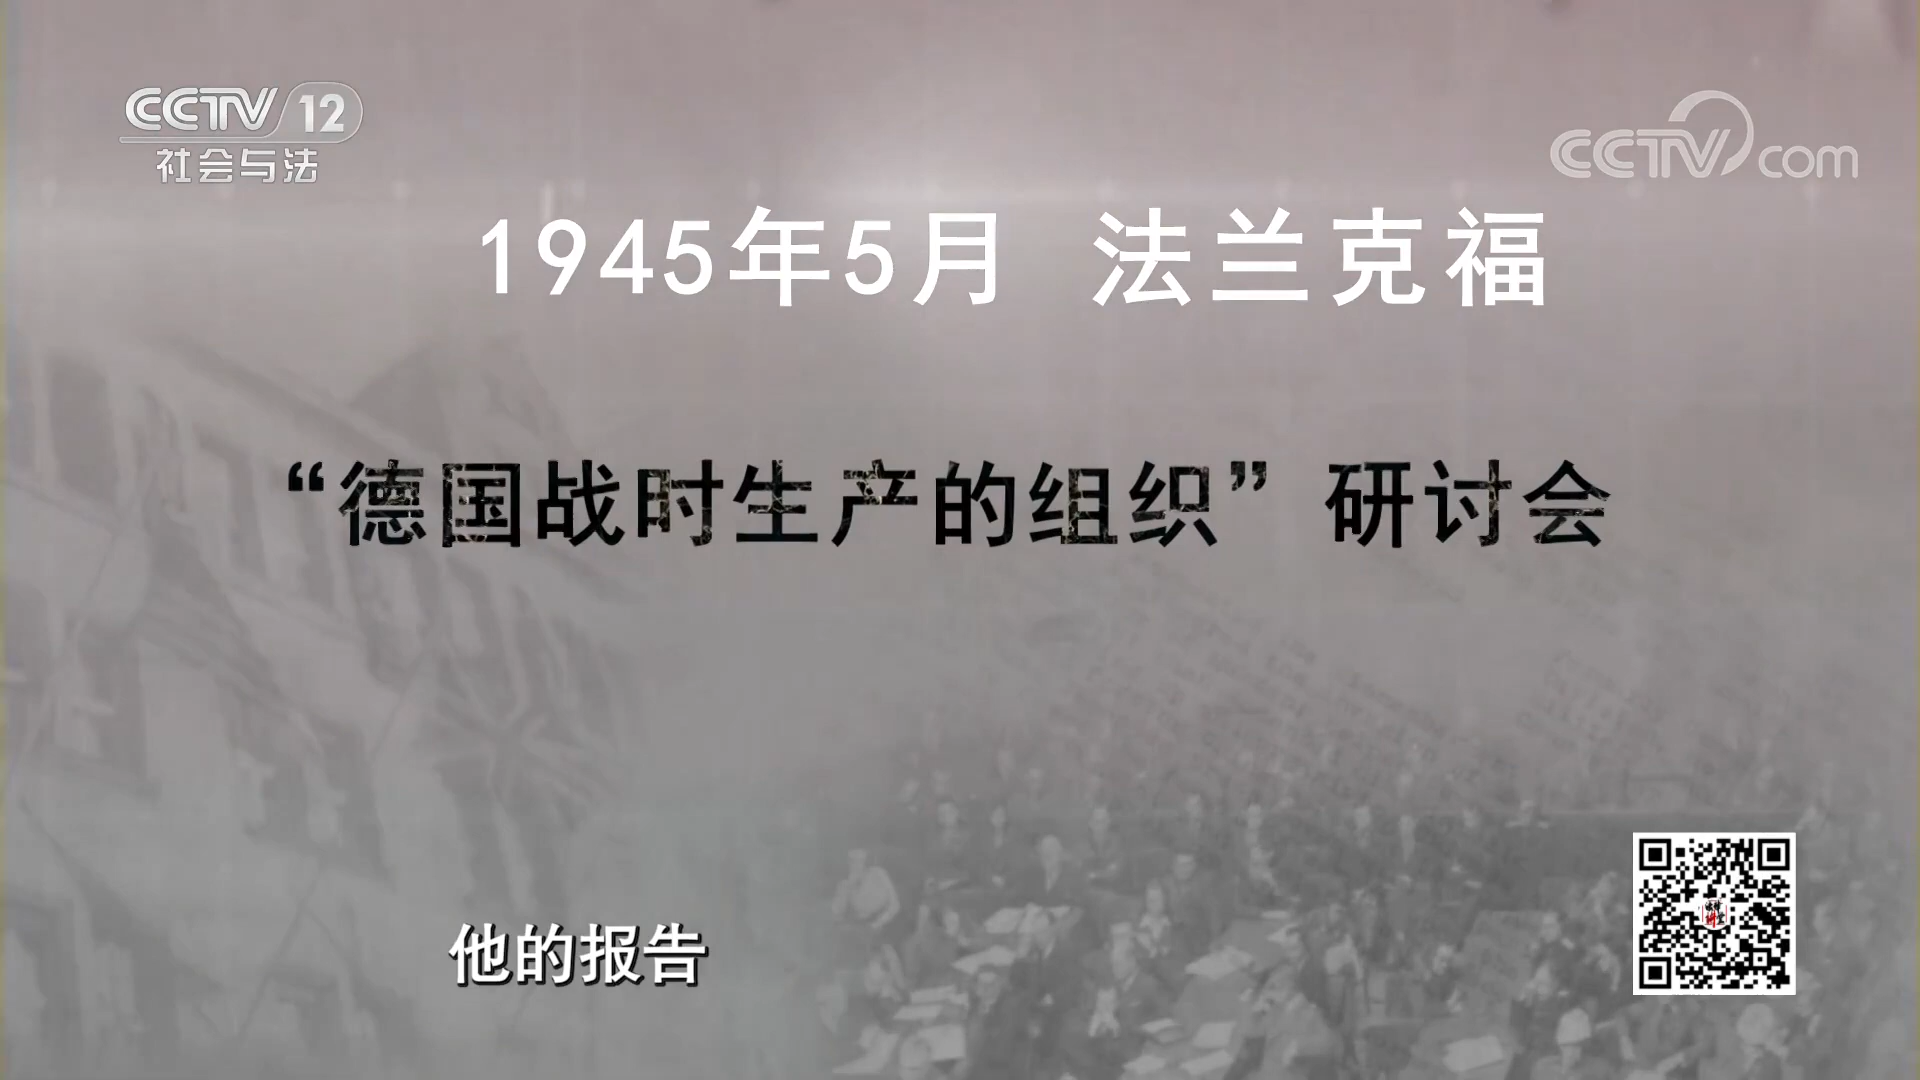 CCTV 12
社会与法
CCTV.com
1945年5月 法兰克福
“德国战时生产的组织”研讨会
他的报告